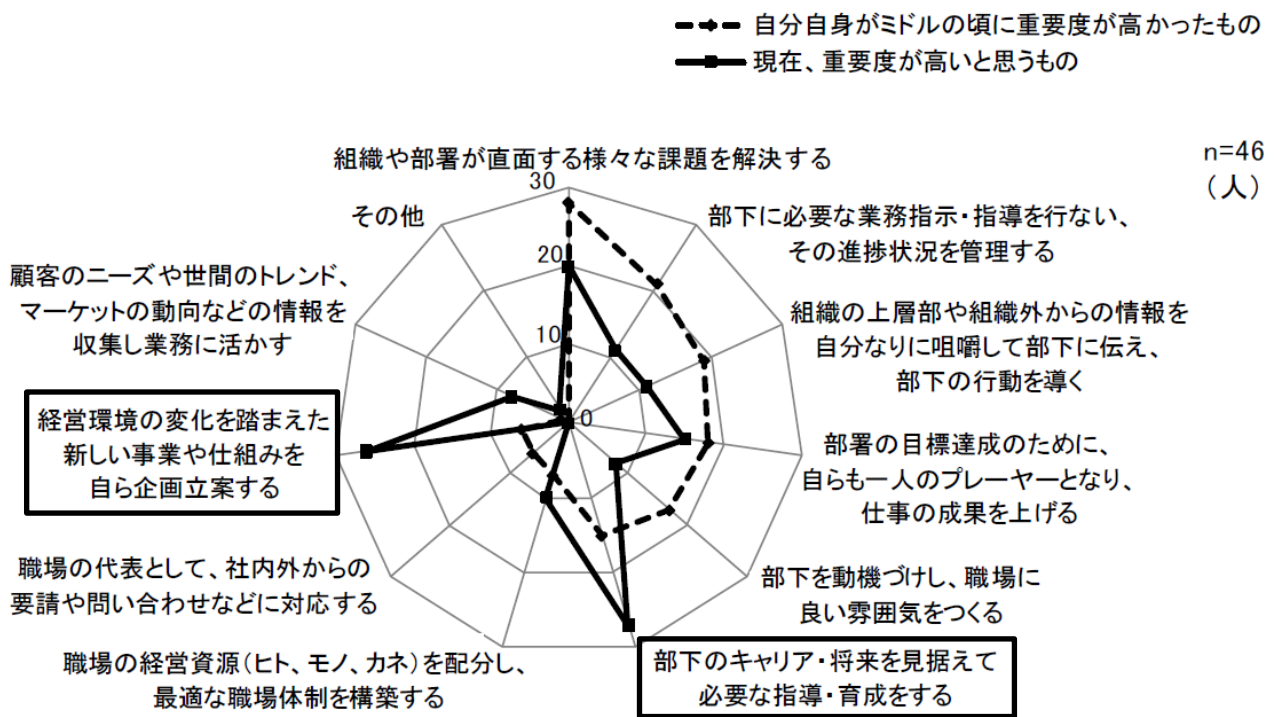 自分自身がミドルの頃に重要度が高かったもの
現在、重要度が高いと思うもの
n=46
（人）
組織や部署が直面する様々な課題を解決する
30
20
10
0
部下に必要な業務指示・指導を行ない、
その進捗状況を管理する
組織の上層部や組織外からの情報を
自分なりに咀嚼して部下に伝え、
部下の行動を導く
部署の目標達成のために、
自らも一人のプレーヤーとなり、
仕事の成果を上げる
部下を動機づけし、職場に
良い雰囲気をつくる
部下のキャリア・将来を見据えて
必要な指導・育成をする
職場の経営資源（ヒト、モノ、カネ）を配分し、
最適な職場体制を構築する
職場の代表として、社内外からの
要請や問い合わせなどに対応する
経営環境の変化を踏まえた
新しい事業や仕組みを
自ら企画立案する
顧客のニーズや世間のトレンド、
マーケットの動向などの情報を
収集し業務に活かす
その他